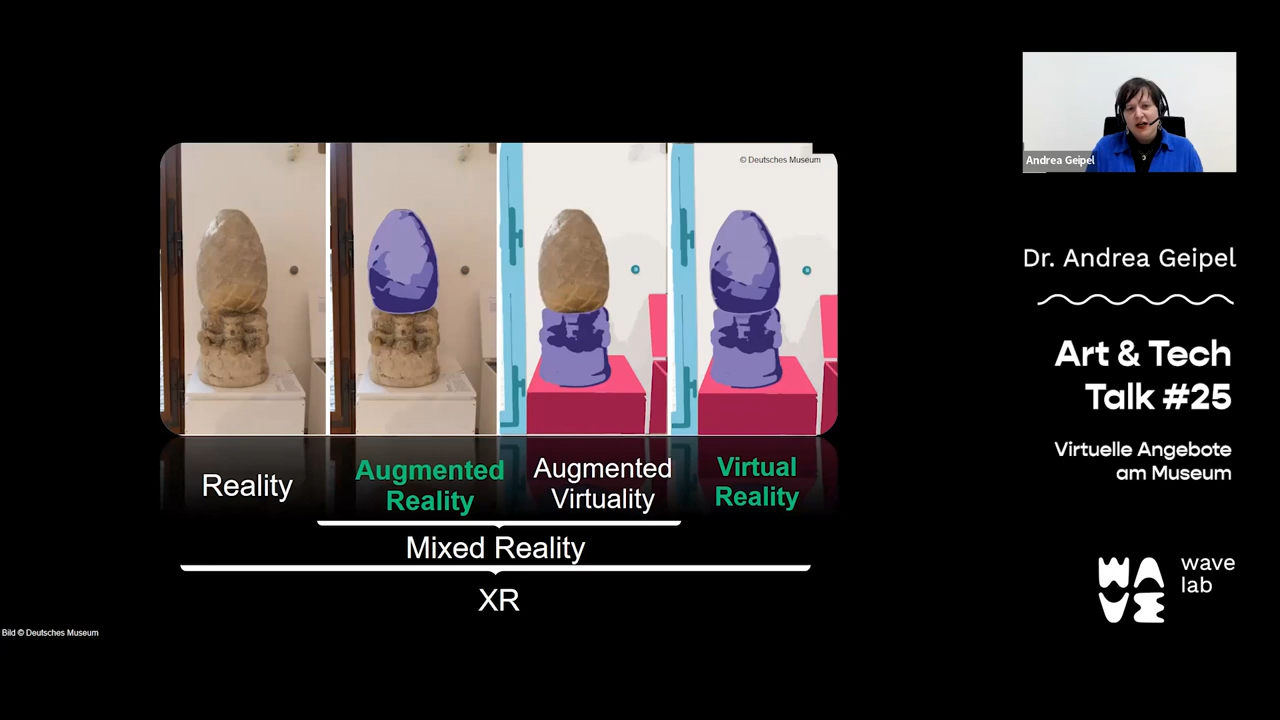 © Deutsches Museum
Reality
Augmented
Reality
Augmented
Virtuality
Virtual
Reality
Mixed Reality
XR
Bild © Deutsches Museum
Andrea Geipel
Dr. Andrea Geipel
Art & Tech
Talk #25
Virtuelle Angebote
am Museum
WAVE
wave
lab